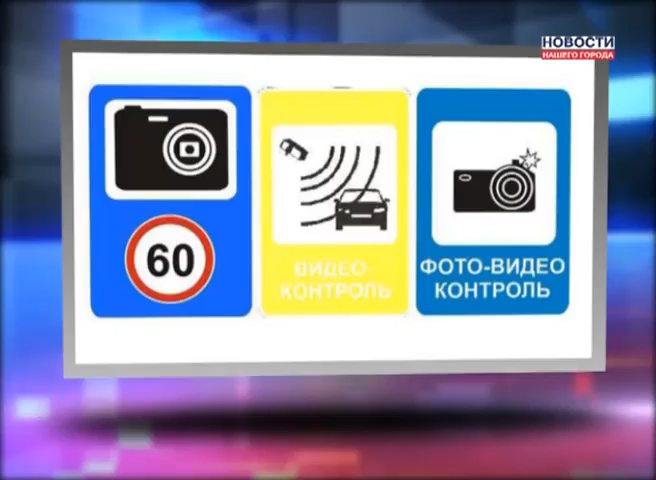 НОВОСТИ
НАШЕГО ГОРОДА
60
ВИДЕО-
КОНТРОЛЬ
ФОТО-ВИДЕО
КОНТРОЛЬ